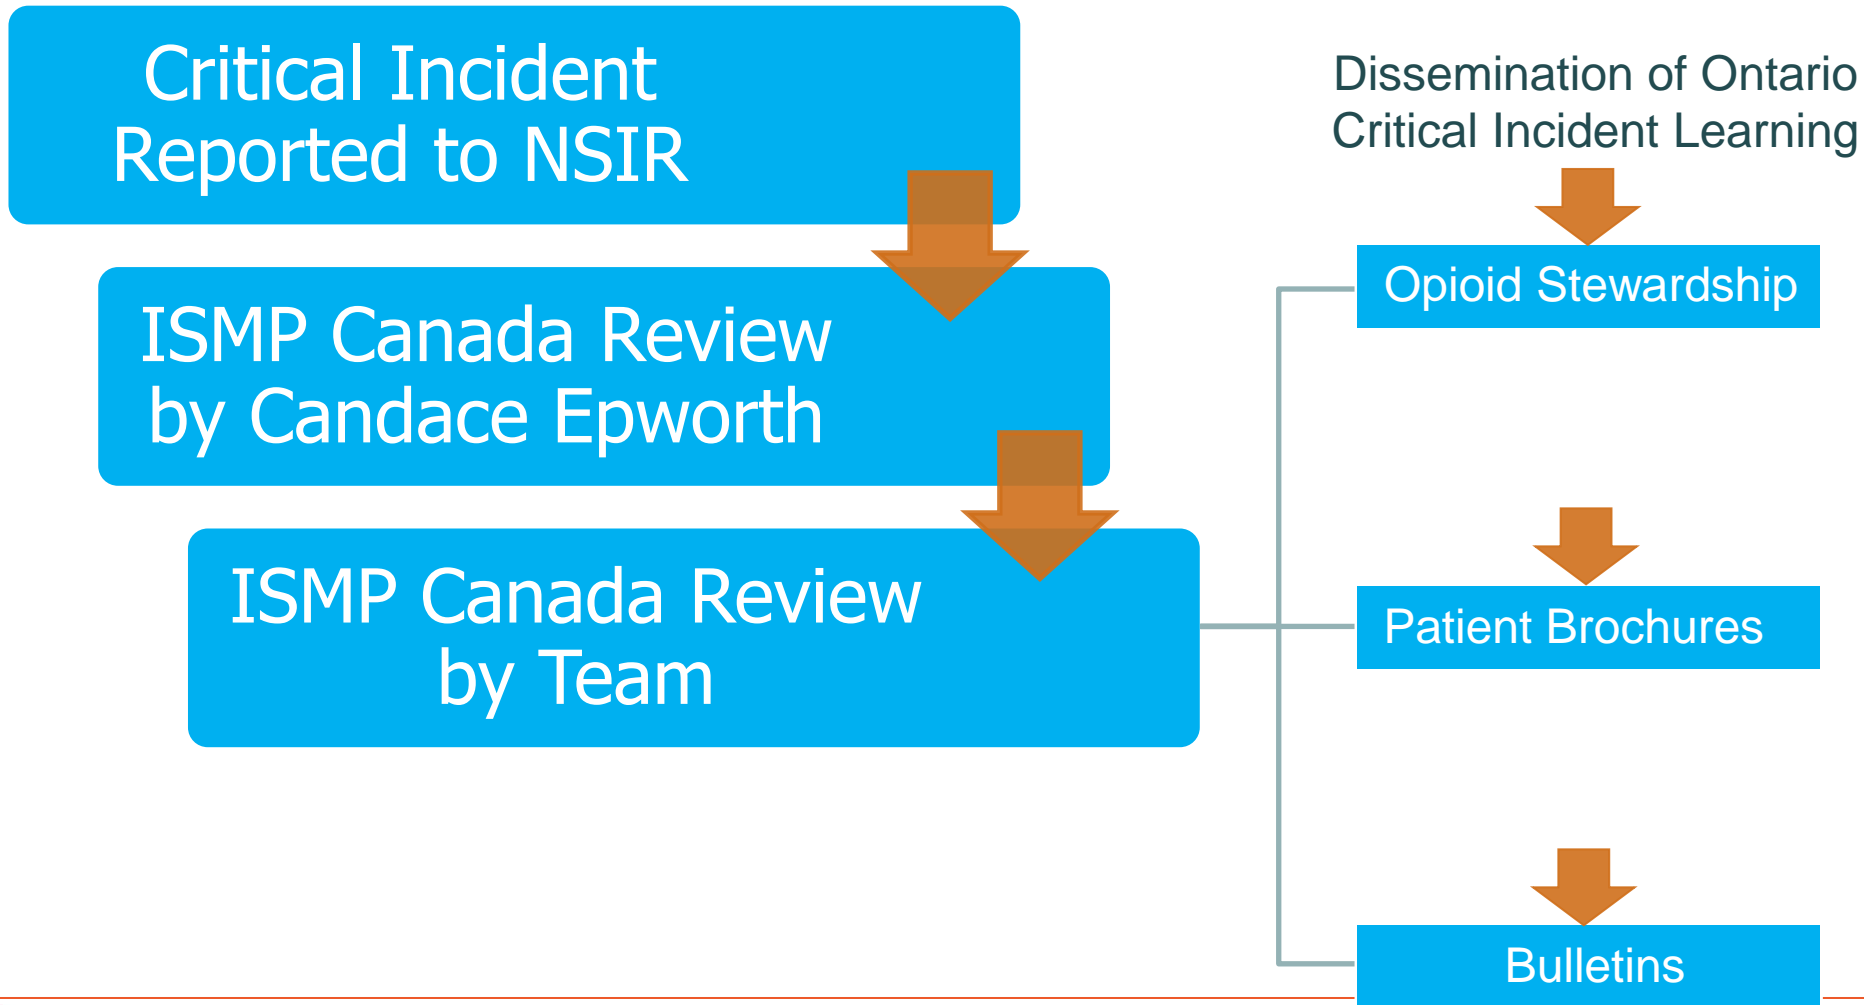 Critical Incident
Reported to NSIR
ISMP Canada Review
by Candace Epworth
ISMP Canada Review
by Team
Dissemination of Ontario
Critical Incident Learning
Opioid Stewardship
Patient Brochures
Bulletins